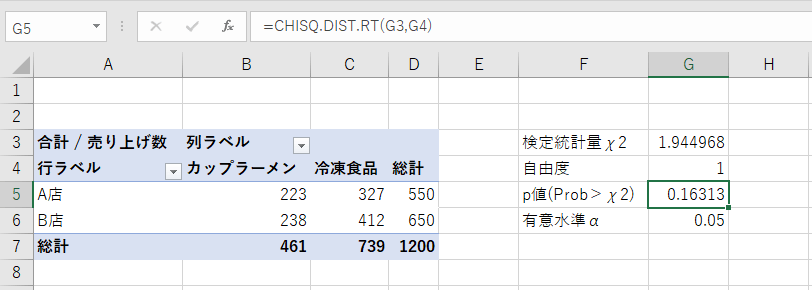 G5 fx =CHISQ.DIST.RT(G3,G4)
A B C D E F G H
1
2
3 合計 / 売り上げ数 列ラベル 検定統計量χ2 1.944968
4 行ラベル カップラーメン 冷凍食品 総計 自由度 1
5 A店 223 327 550 p値(Prob＞χ2) 0.16313
6 B店 238 412 650 有意水準α 0.05
7 総計 461 739 1200
8